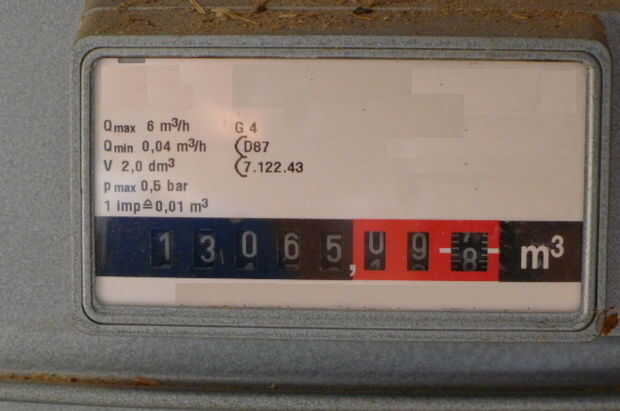 Qmax 6 m³/h G 4
Qmin 0,04 m³/h (D87
V 2,0 dm³ (7.122.43
pmax 0,5 bar
1 imp≙0,01 m³
13065,098 m³